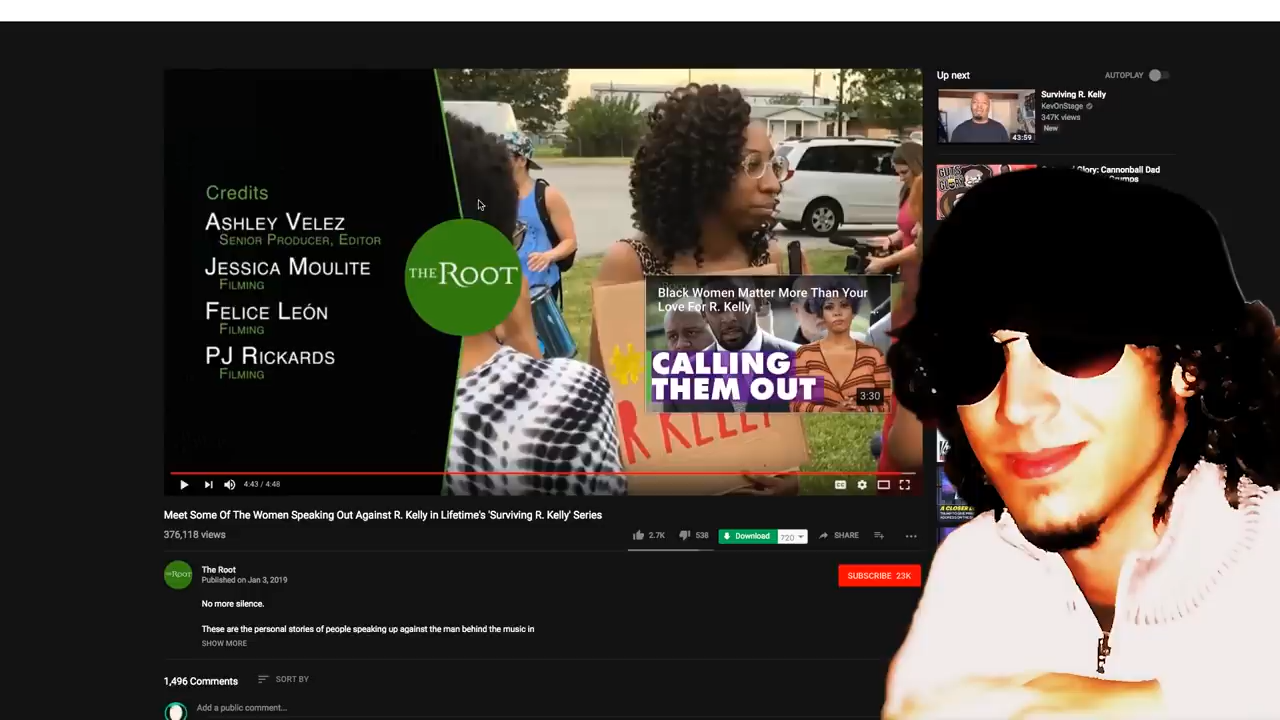 Credits
ASHLEY VELEZ
SENIOR PRODUCER, EDITOR
JESSICA MOULITE
FILMING
FELICE LEÓN
FILMING
PJ RICKARDS
FILMING
THE ROOT
Black Women Matter More Than Your
Love For R. Kelly
CALLING
THEM OUT
3:30
R KELLY
4:43 / 4:48
CC
Meet Some Of The Women Speaking Out Against R. Kelly in Lifetime's 'Surviving R. Kelly' Series
376,118 views
2.7K
538
Download
720
SHARE
The Root
Published on Jan 3, 2019
SUBSCRIBE 23K
No more silence.
These are the personal stories of people speaking up against the man behind the music in
SHOW MORE
1,496 Comments
SORT BY
Add a public comment...
Up next
AUTOPLAY
Surviving R. Kelly
KevOnStage
347K views
New
43:59
Glory: Cannonball Dad
GUTS
GLORY
A CLOSER